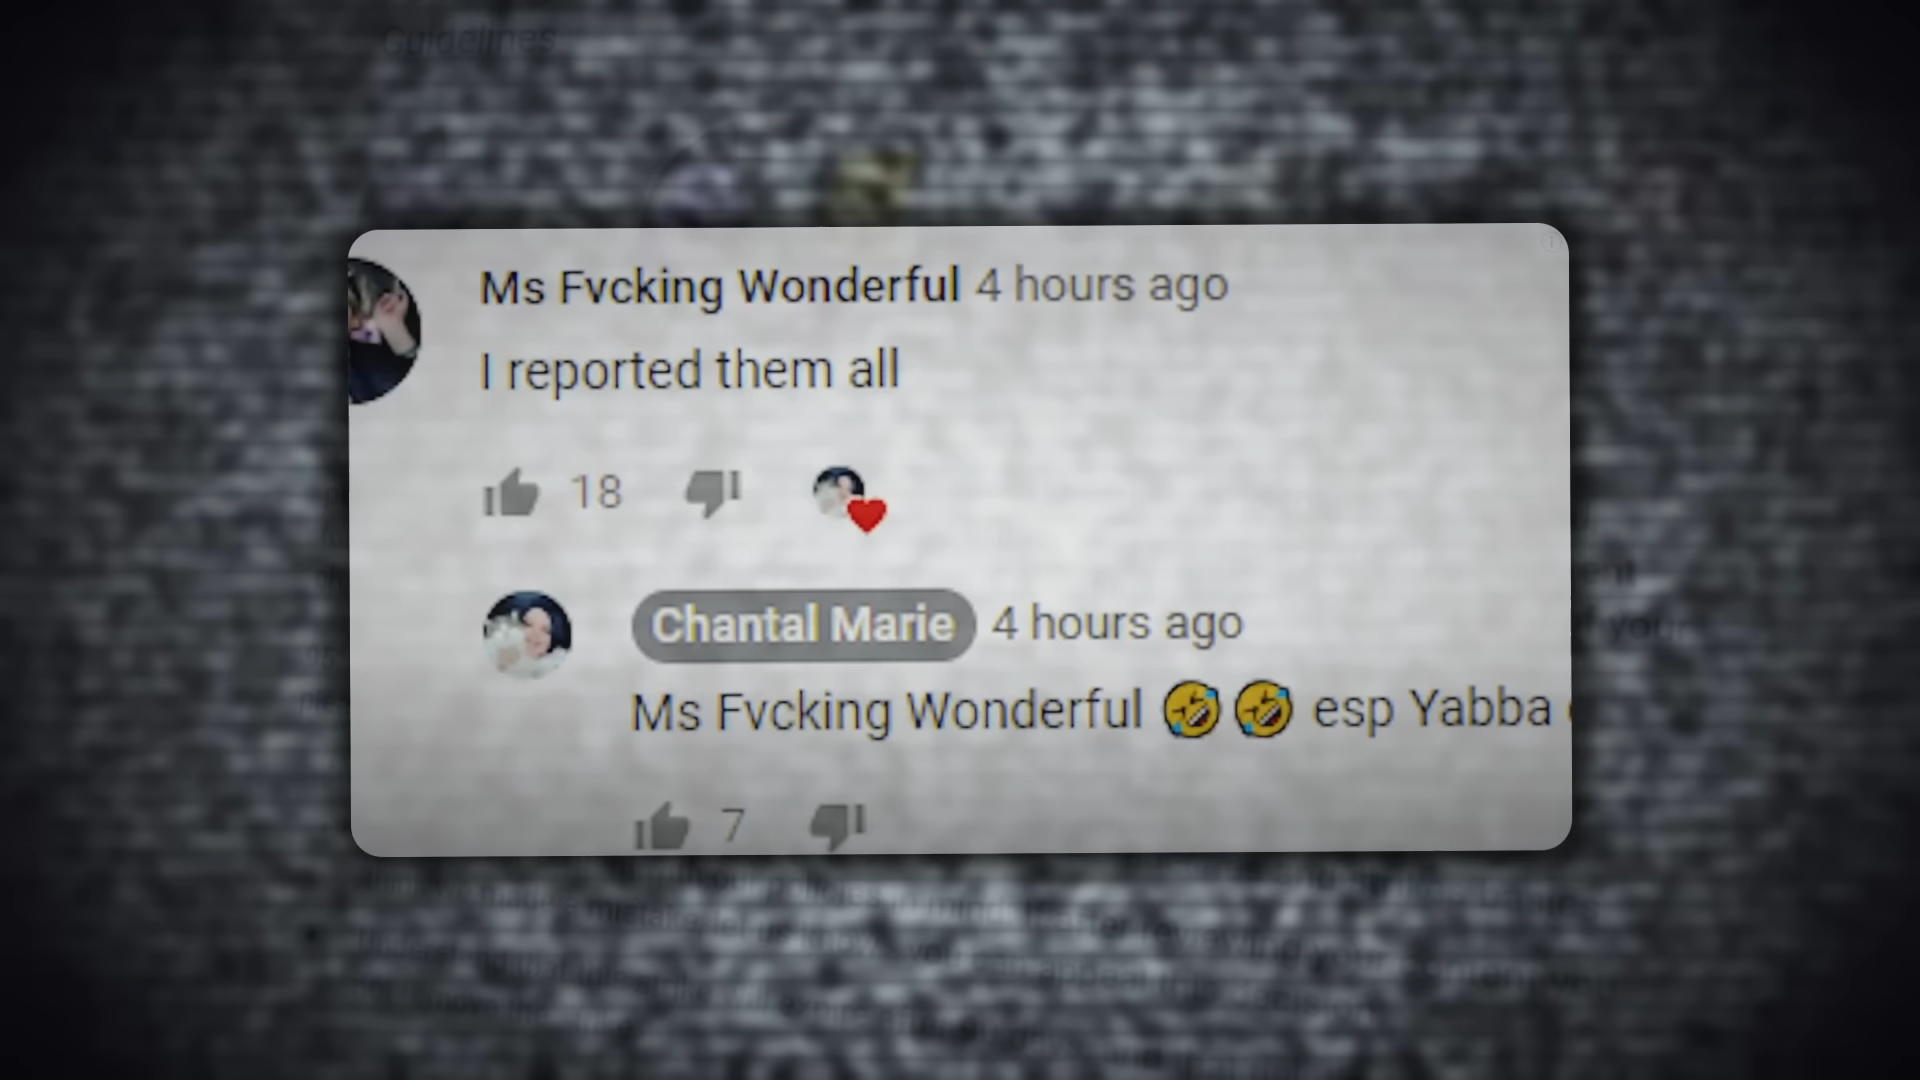 Guidelines
Ms Fvcking Wonderful 4 hours ago
I reported them all
18
Chantal Marie 4 hours ago
Ms Fvcking Wonderful 🤣🤣 esp Yabba
7